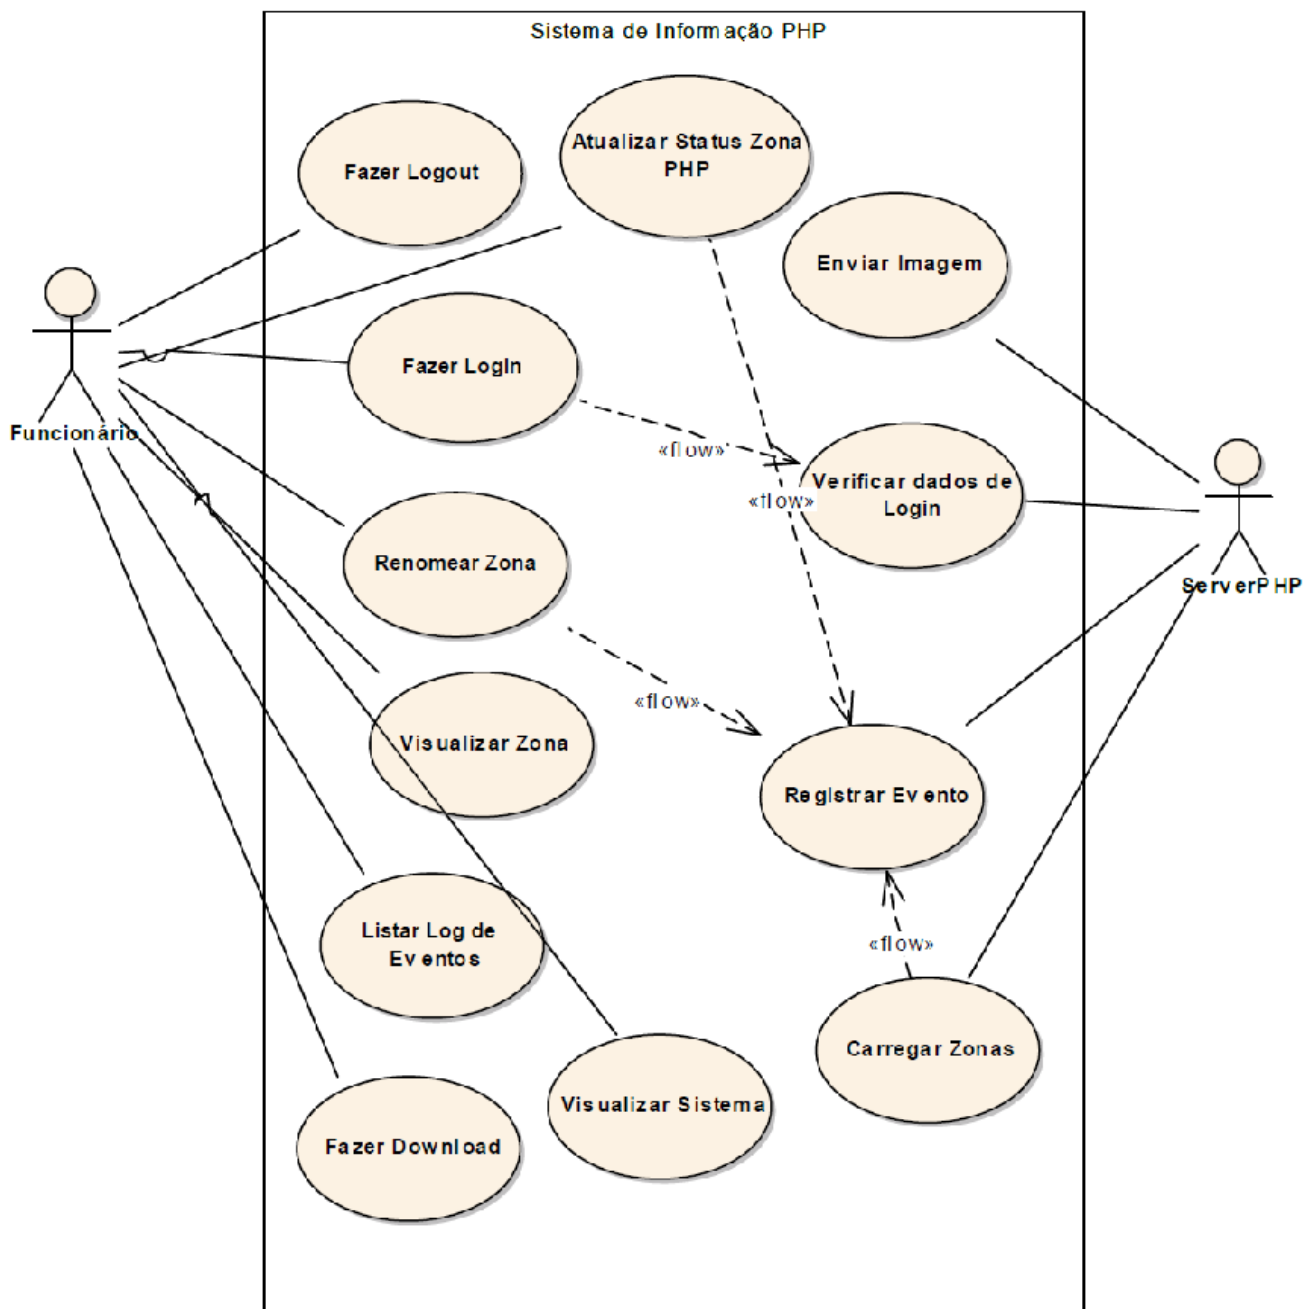 Sistema de Informação PHP
Fazer Logout
Atualizar Status Zona
PHP
Enviar Imagem
Fazer Login
Funcionário
«flow»
Verificar dados de
Login
«flow»
Renomear Zona
ServerPHP
«flow»
Visualizar Zona
Registrar Evento
Listar Log de
Eventos
«flow»
Carregar Zonas
Visualizar Sistema
Fazer Download